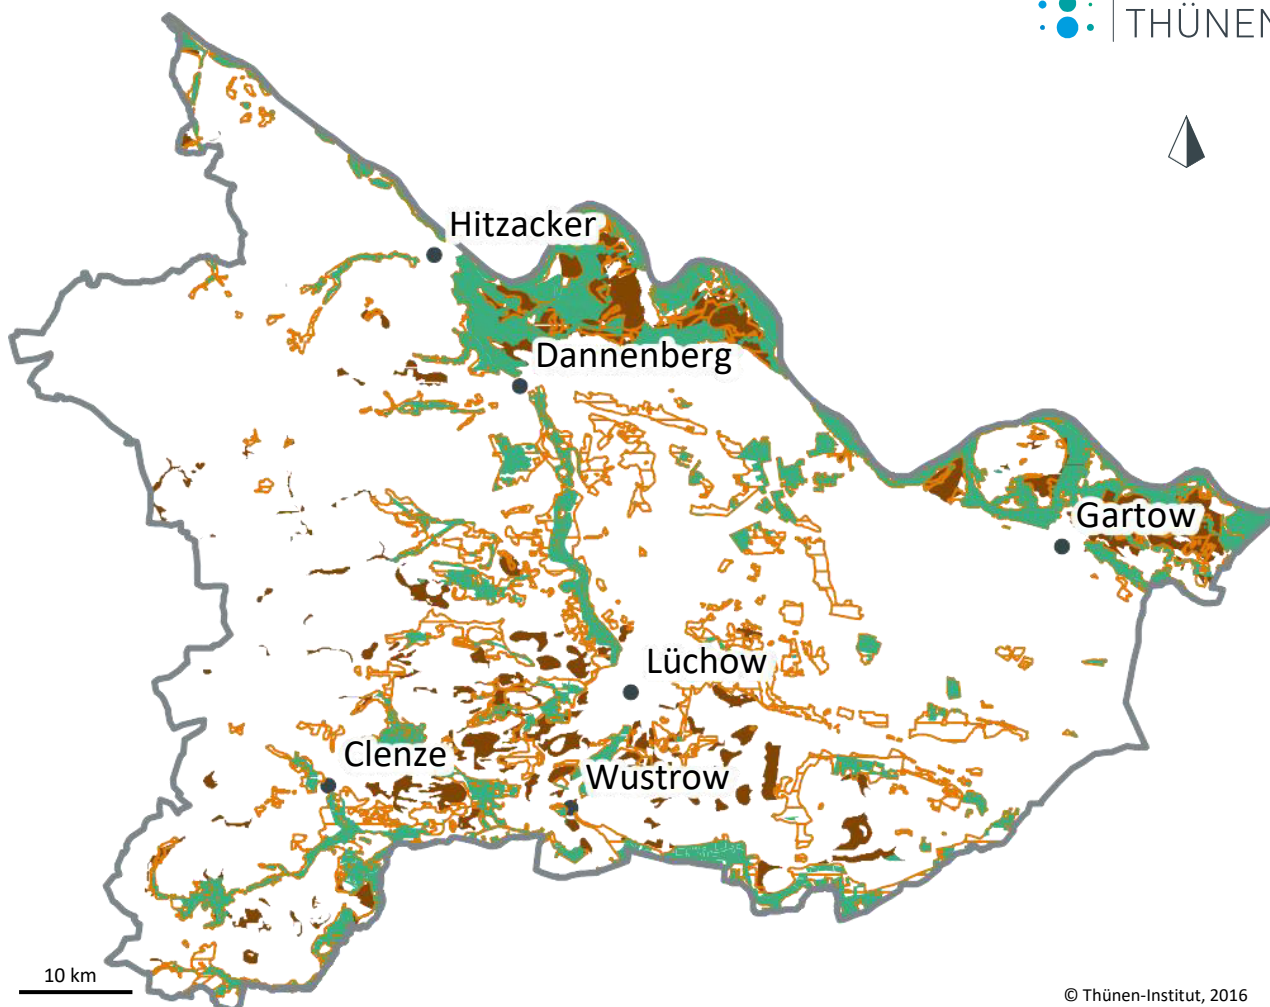 THÜNEN
Hitzacker
Dannenberg
Gartow
Lüchow
Clenze
Wustrow
10 km
© Thünen-Institut, 2016